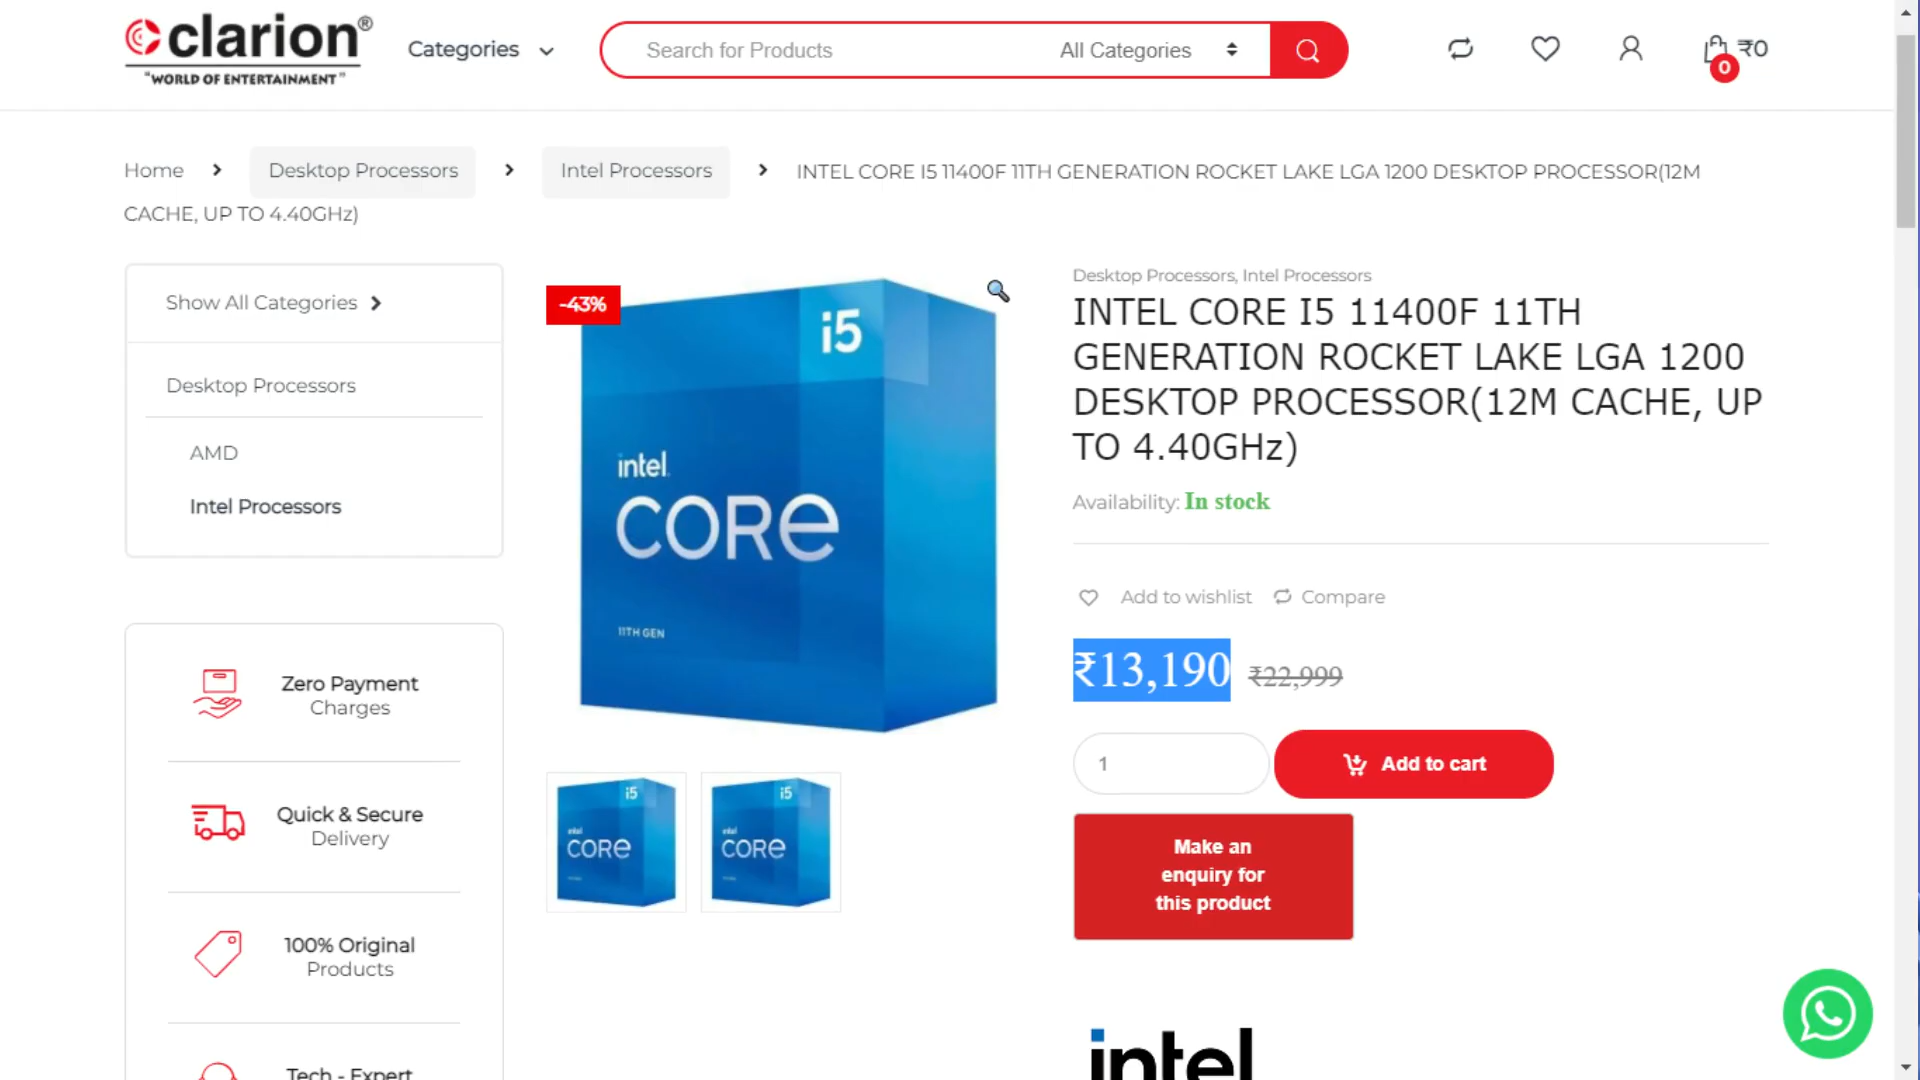 clarion®
"WORLD OF ENTERTAINMENT"
Categories
Search for Products
All Categories
₹0
0
Home
Desktop Processors
Intel Processors
INTEL CORE I5 11400F 11TH GENERATION ROCKET LAKE LGA 1200 DESKTOP PROCESSOR(12M
CACHE, UP TO 4.40GHz)
Show All Categories
Desktop Processors
AMD
Intel Processors
Zero Payment
Charges
Quick & Secure
Delivery
100% Original
Products
Tech - Expert
-43%
i5
intel
CORE
11TH GEN
i5
intel
CORE
i5
intel
CORE
Desktop Processors, Intel Processors
INTEL CORE I5 11400F 11TH
GENERATION ROCKET LAKE LGA 1200
DESKTOP PROCESSOR(12M CACHE, UP
TO 4.40GHz)
Availability: In stock
Add to wishlist
Compare
₹13,190 ₹22,999
1
Add to cart
Make an
enquiry for
this product
intel